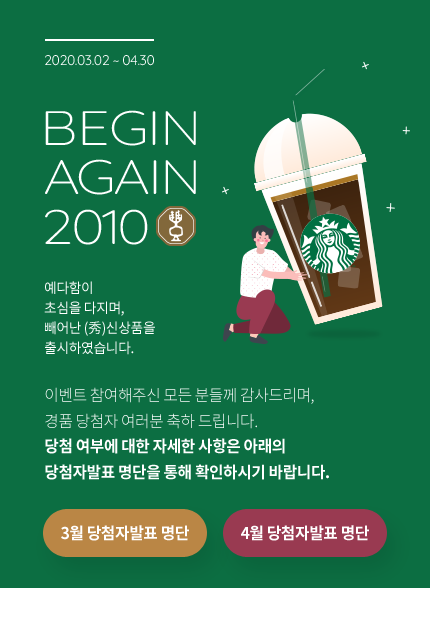 2020.03.02 ~ 04.30
BEGIN
AGAIN
2010
예다함이
초심을 다지며,
빼어난 (秀)신상품을
출시하였습니다.
이벤트 참여해주신 모든 분들께 감사드리며,
경품 당첨자 여러분 축하 드립니다.
당첨 여부에 대한 자세한 사항은 아래의
당첨자발표 명단을 통해 확인하시기 바랍니다.
3월 당첨자발표 명단
4월 당첨자발표 명단